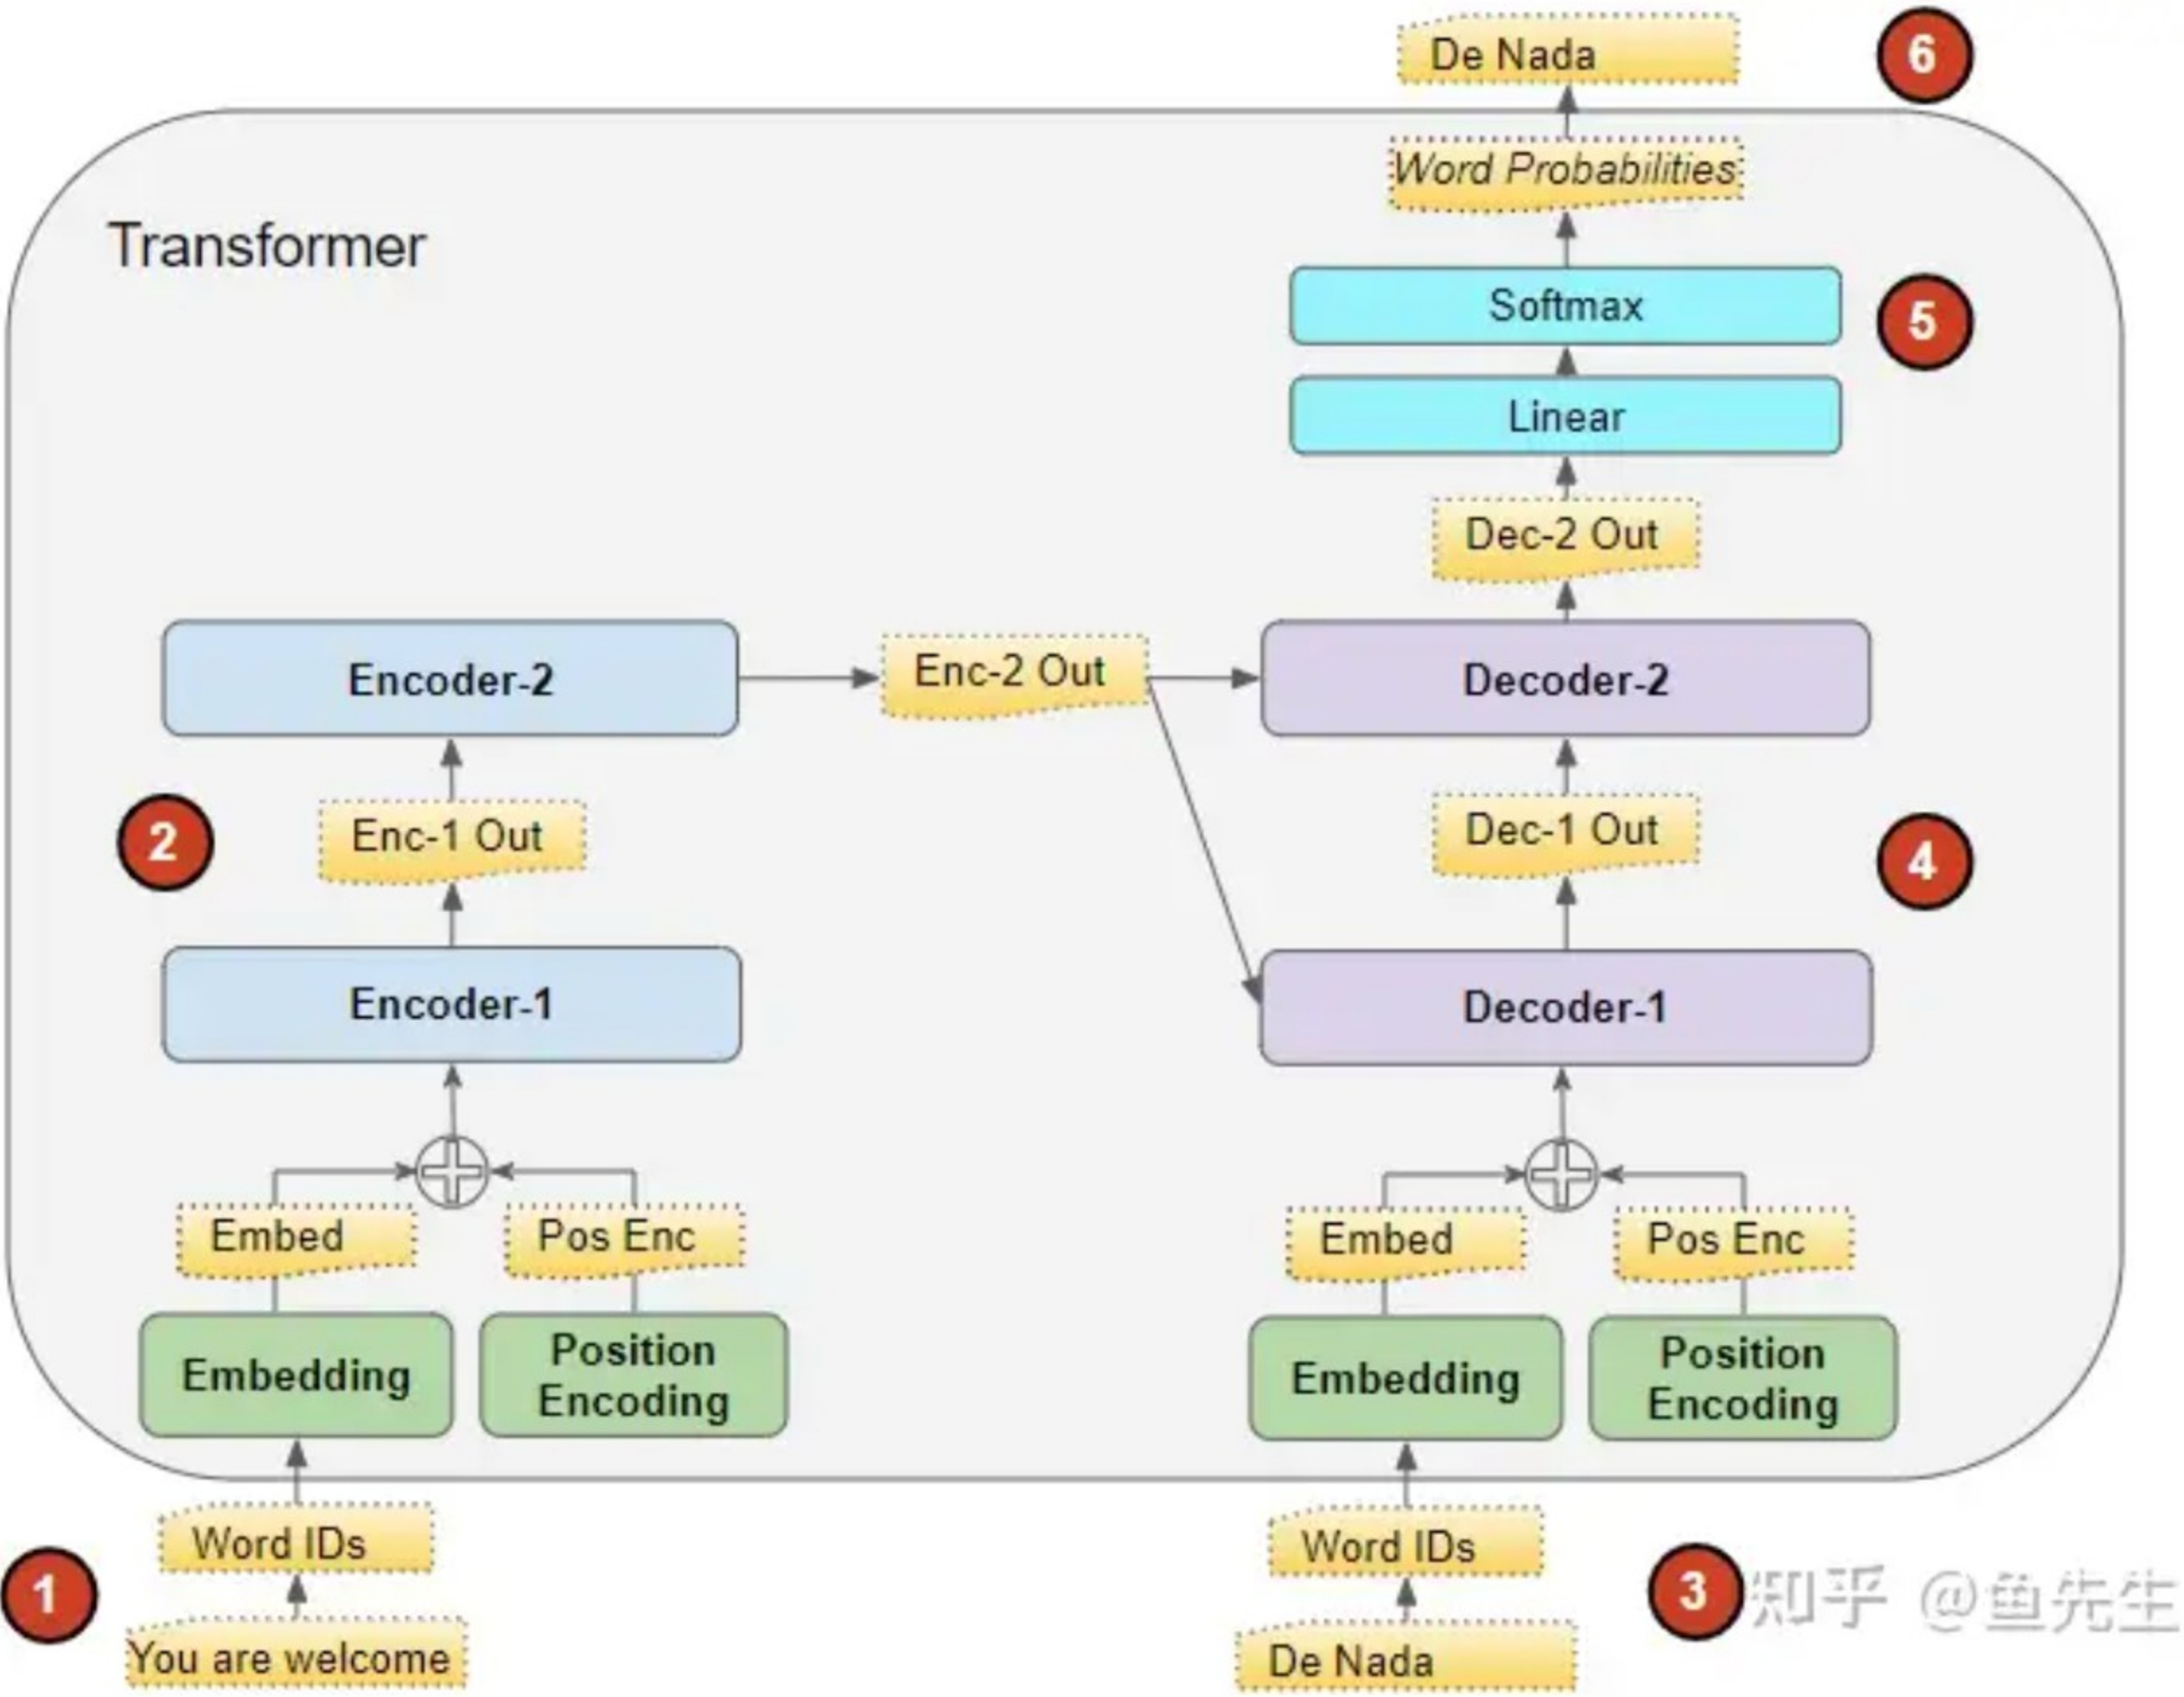 De Nada
6
Word Probabilities
Transformer
Softmax
5
Linear
Dec-2 Out
Encoder-2
Enc-2 Out
Decoder-2
2
Enc-1 Out
Dec-1 Out
4
Encoder-1
Decoder-1
Embed
Pos Enc
Embed
Pos Enc
Embedding
Position
Encoding
Embedding
Position
Encoding
Word IDs
Word IDs
1
3
知乎 @鱼先生
You are welcome
De Nada